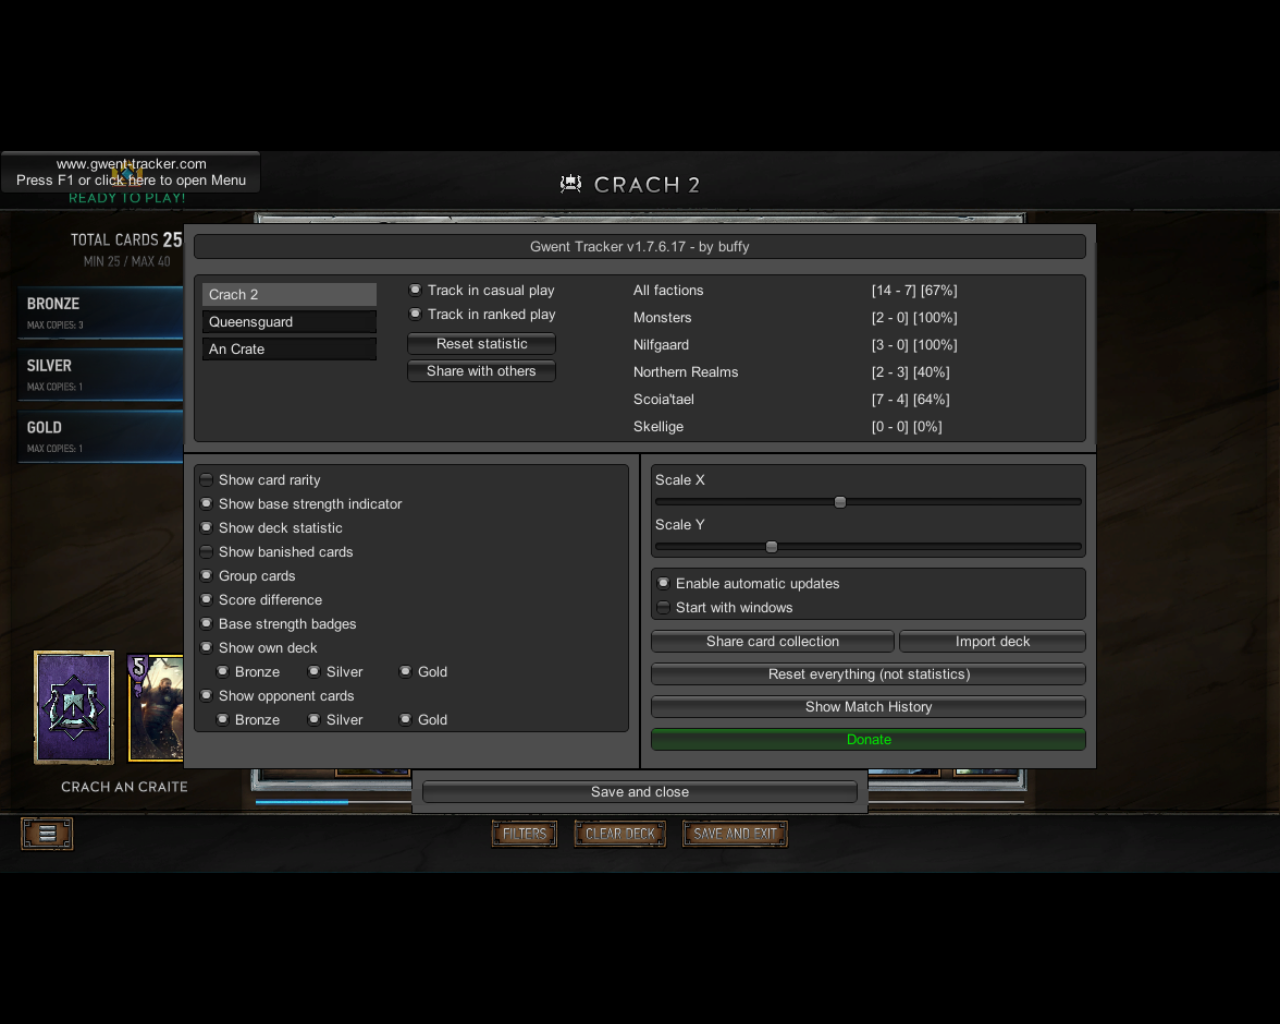 www.gwent-tracker.com
Press F1 or click here to open Menu
READY TO PLAY!
CRACH 2
TOTAL CARDS 25
MIN 25 / MAX 40
BRONZE
MAX COPIES: 3
SILVER
MAX COPIES: 1
GOLD
MAX COPIES: 1
5
CRACH AN CRAITE
Gwent Tracker v1.7.6.17 - by buffy
Crach 2
Queensguard
An Crate
Track in casual play
Track in ranked play
Reset statistic
Share with others
All factions [14 - 7] [67%]
Monsters [2 - 0] [100%]
Nilfgaard [3 - 0] [100%]
Northern Realms [2 - 3] [40%]
Scoia'tael [7 - 4] [64%]
Skellige [0 - 0] [0%]
Show card rarity
Show base strength indicator
Show deck statistic
Show banished cards
Group cards
Score difference
Base strength badges
Show own deck
Bronze Silver Gold
Show opponent cards
Bronze Silver Gold
Scale X
Scale Y
Enable automatic updates
Start with windows
Share card collection Import deck
Reset everything (not statistics)
Show Match History
Donate
Save and close
FILTERS CLEAR DECK SAVE AND EXIT